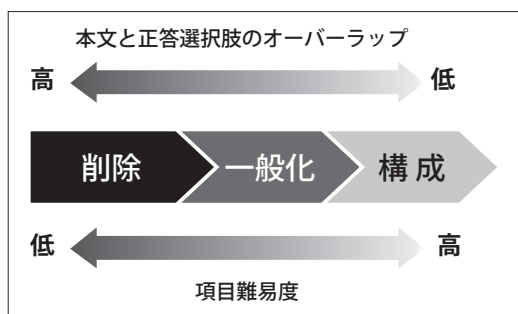 本文と正答選択肢のオーバーラップ
高 低
削除 一般化 構成
低 高
項目難易度